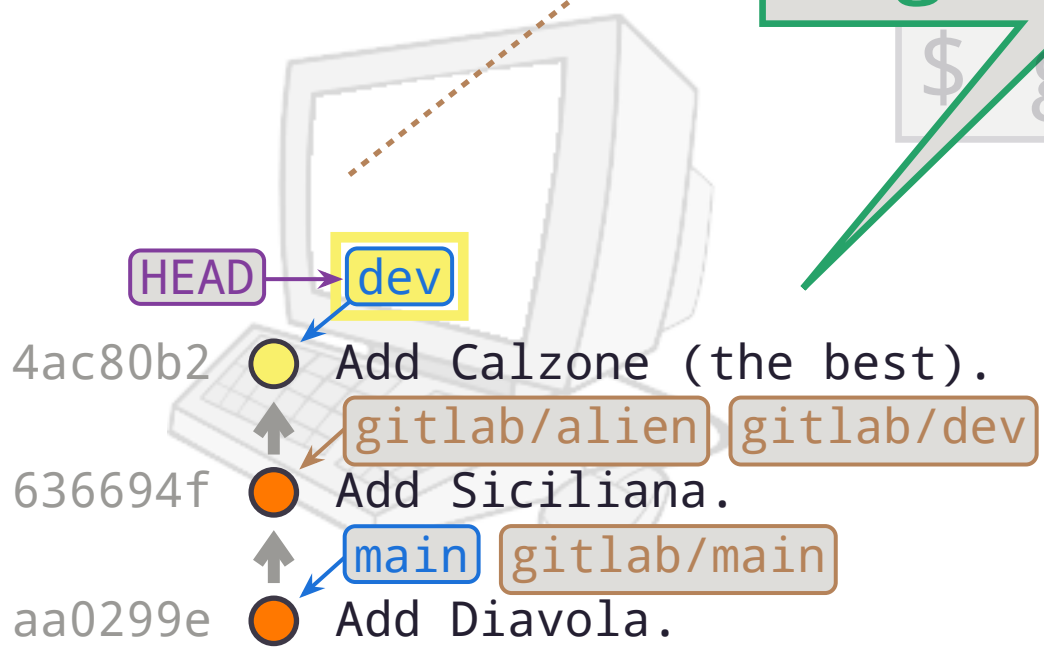 $
HEAD dev
4ac80b2 Add Calzone (the best).
gitlab/alien gitlab/dev
636694f Add Siciliana.
main gitlab/main
aa0299e Add Diavola.